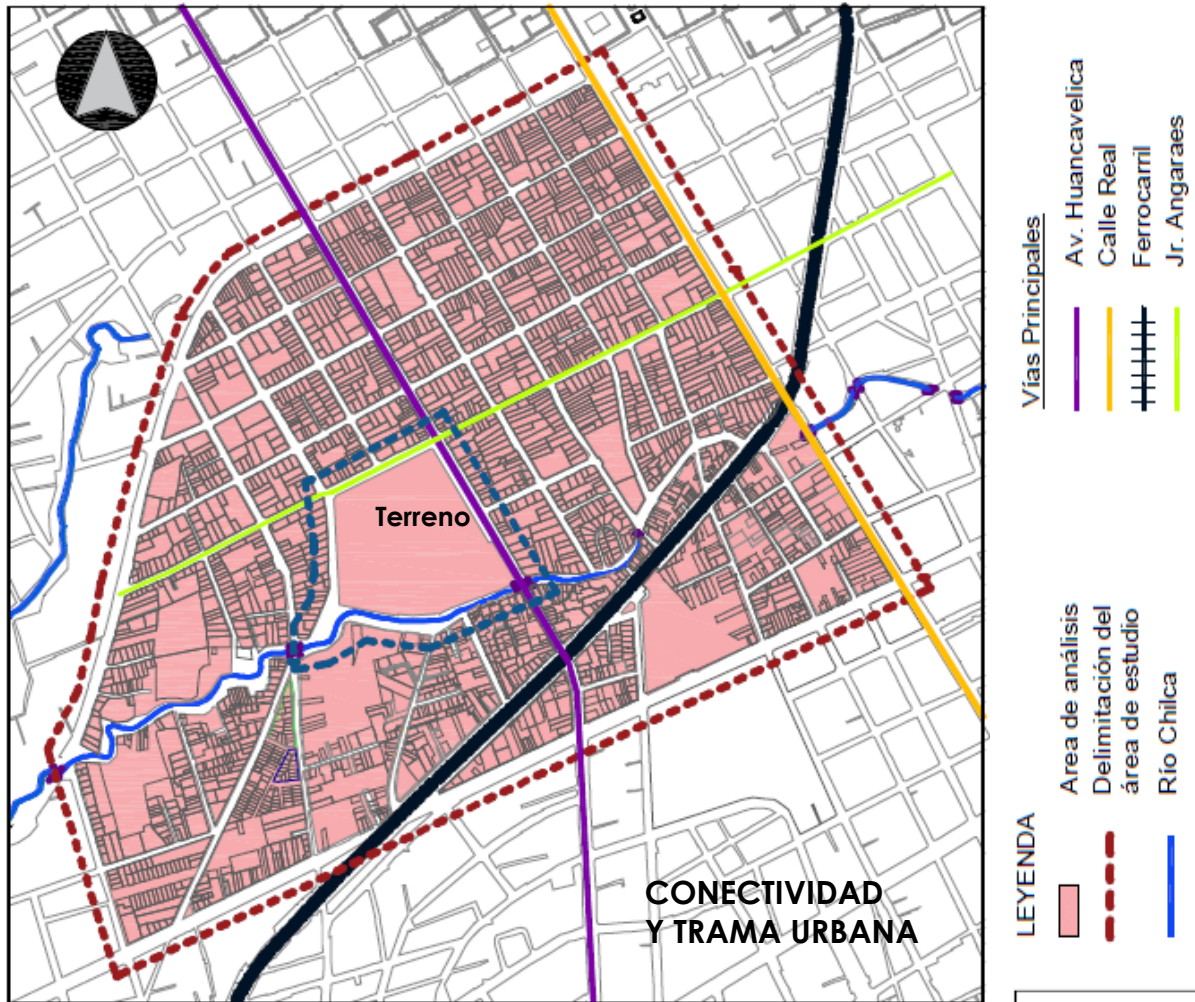 Terreno
CONECTIVIDAD
Y TRAMA URBANA
LEYENDA
Area de análisis
Delimitación del
área de estudio
Río Chilca
Vías Principales
Av. Huancavelica
Calle Real
Ferrocarril
Jr. Angaraes